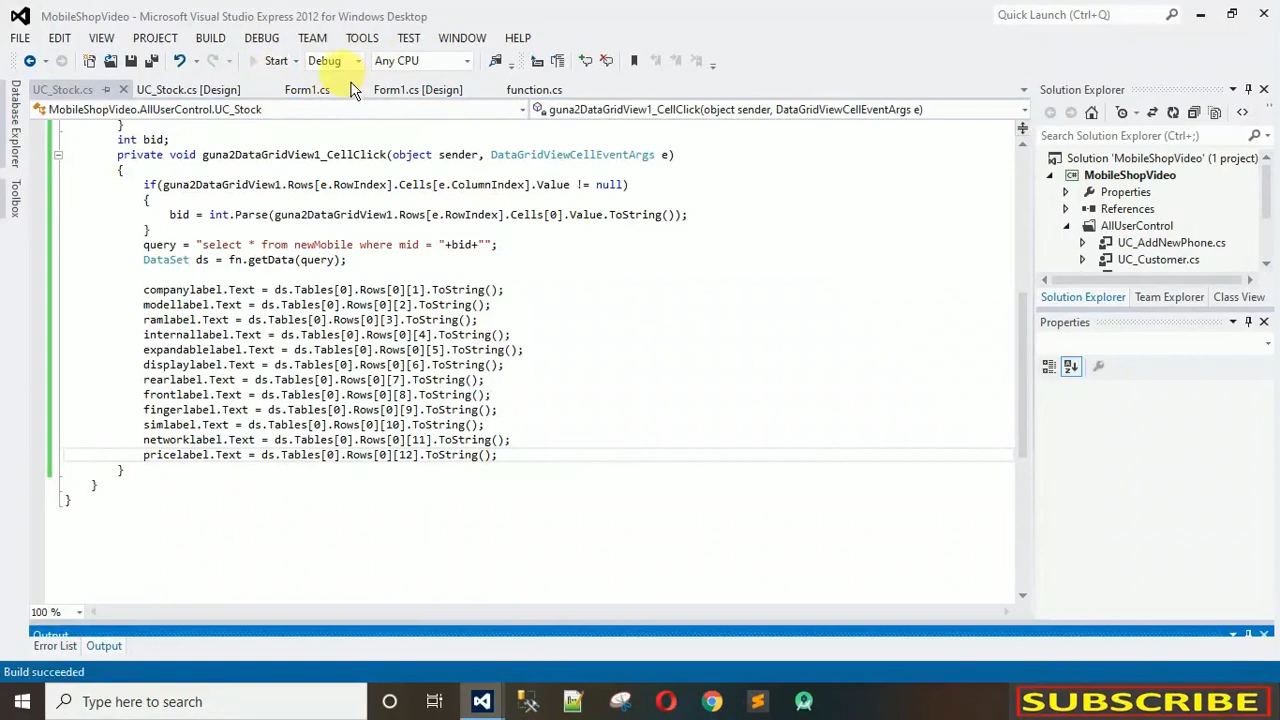 MobileShopVideo - Microsoft Visual Studio Express 2012 for Windows Desktop
Quick Launch (Ctrl+Q)
FILE EDIT VIEW PROJECT BUILD DEBUG TEAM TOOLS TEST WINDOW HELP
Start Debug Any CPU
UC_Stock.cs UC_Stock.cs [Design] Form1.cs Form1.cs [Design] function.cs
MobileShopVideo.AllUserControl.UC_Stock guna2DataGridView1_CellClick(object sender, DataGridViewCellEventArgs e)
Database Explorer
Toolbox
}
int bid;
private void guna2DataGridView1_CellClick(object sender, DataGridViewCellEventArgs e)
{
if(guna2DataGridView1.Rows[e.RowIndex].Cells[e.ColumnIndex].Value != null)
{
bid = int.Parse(guna2DataGridView1.Rows[e.RowIndex].Cells[0].Value.ToString());
}
query = "select * from newMobile where mid = "+bid+"";
DataSet ds = fn.getData(query);
companylabel.Text = ds.Tables[0].Rows[0][1].ToString();
modellabel.Text = ds.Tables[0].Rows[0][2].ToString();
ramlabel.Text = ds.Tables[0].Rows[0][3].ToString();
internallabel.Text = ds.Tables[0].Rows[0][4].ToString();
expandablelabel.Text = ds.Tables[0].Rows[0][5].ToString();
displaylabel.Text = ds.Tables[0].Rows[0][6].ToString();
rearlabel.Text = ds.Tables[0].Rows[0][7].ToString();
frontlabel.Text = ds.Tables[0].Rows[0][8].ToString();
fingerlabel.Text = ds.Tables[0].Rows[0][9].ToString();
simlabel.Text = ds.Tables[0].Rows[0][10].ToString();
networklabel.Text = ds.Tables[0].Rows[0][11].ToString();
pricelabel.Text = ds.Tables[0].Rows[0][12].ToString();
}
}
}
100 %
Solution Explorer
Search Solution Explorer (Ctrl+;)
Solution 'MobileShopVideo' (1 project)
MobileShopVideo
Properties
References
AllUserControl
UC_AddNewPhone.cs
UC_Customer.cs
Solution Explorer Team Explorer Class View
Properties
Output
Error List Output
Build succeeded
Type here to search
SUBSCRIBE